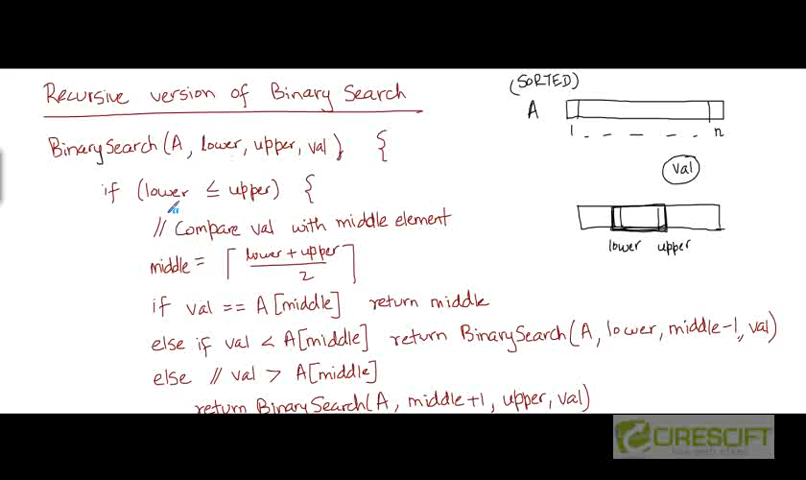 Recursive version of Binary Search
BinarySearch(A, lower, upper, val) {
if (lower ≤ upper) {
// Compare val with middle element
middle = ⌈(lower + upper)/2⌉
if val == A[middle] return middle
else if val < A[middle] return BinarySearch(A, lower, middle-1, val)
else // val > A[middle]
return BinarySearch(A, middle+1, upper, val)
(SORTED)
A
1 - - - - n
val
lower upper
CIRESCIFT